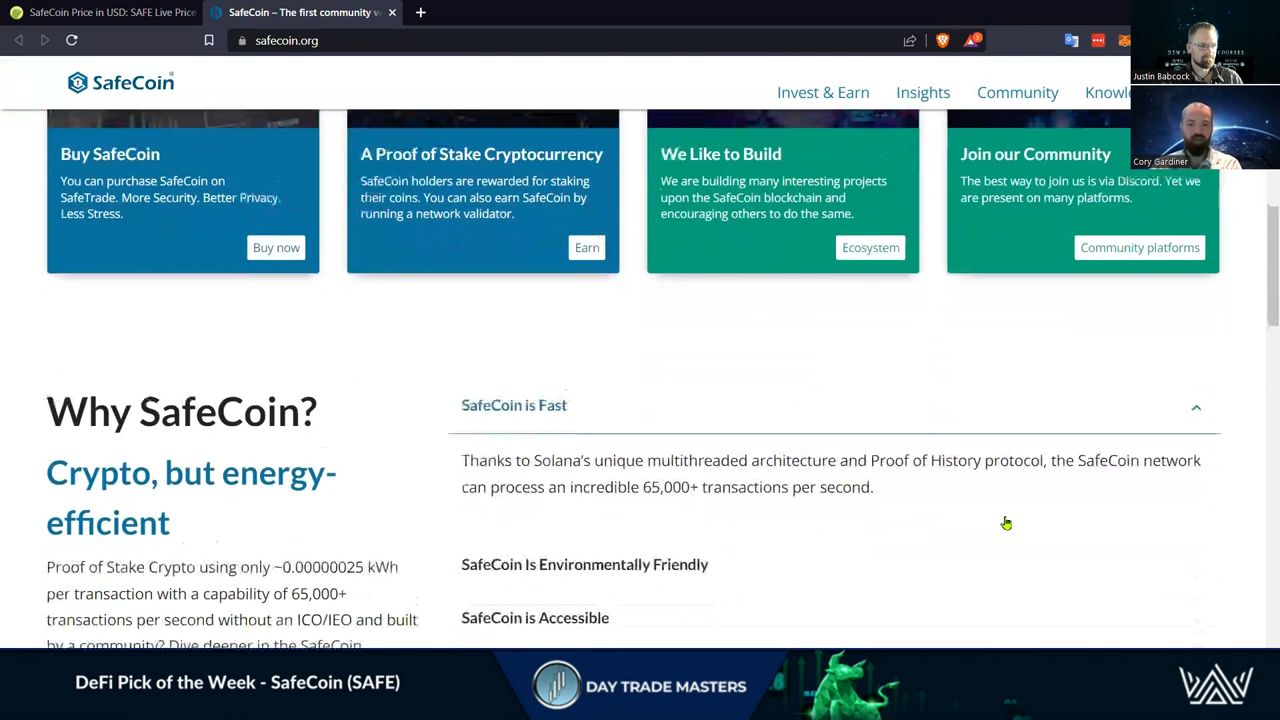 SafeCoin Price in USD: SAFE Live Price
SafeCoin – The first community v
safecoin.org
3
Justin Babcock
Cory Gardiner
SafeCoin®
Invest & Earn
Insights
Community
Knowl
Buy SafeCoin
You can purchase SafeCoin on
SafeTrade. More Security. Better Privacy.
Less Stress.
Buy now
A Proof of Stake Cryptocurrency
SafeCoin holders are rewarded for staking
their coins. You can also earn SafeCoin by
running a network validator.
Earn
We Like to Build
We are building many interesting projects
upon the SafeCoin blockchain and
encouraging others to do the same.
Ecosystem
Join our Community
The best way to join us is via Discord. Yet we
are present on many platforms.
Community platforms
Why SafeCoin?
Crypto, but energy-
efficient
Proof of Stake Crypto using only ~0.00000025 kWh
per transaction with a capability of 65,000+
transactions per second without an ICO/IEO and built
by a community? Dive deeper in the SafeCoin
SafeCoin is Fast
Thanks to Solana’s unique multithreaded architecture and Proof of History protocol, the SafeCoin network
can process an incredible 65,000+ transactions per second.
SafeCoin Is Environmentally Friendly
SafeCoin is Accessible
DeFi Pick of the Week - SafeCoin (SAFE)
DAY TRADE MASTERS